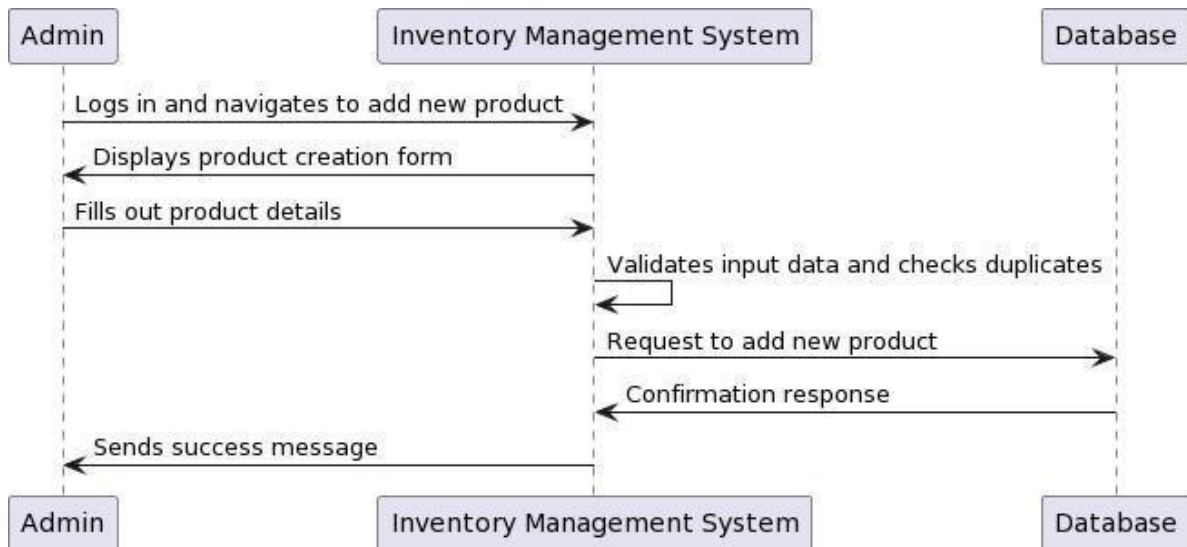 Admin
Inventory Management System
Database
Logs in and navigates to add new product
Displays product creation form
Fills out product details
Validates input data and checks duplicates
Request to add new product
Confirmation response
Sends success message
Admin
Inventory Management System
Database